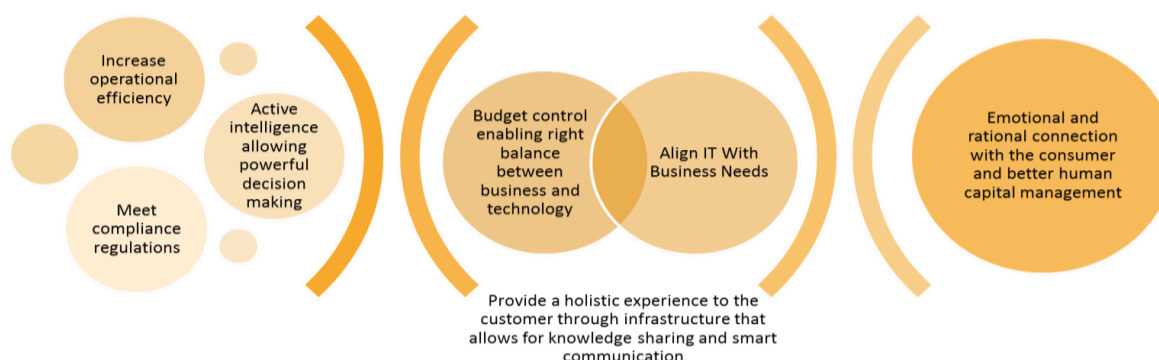 Increase
operational
efficiency
Active
intelligence
allowing
powerful
decision
making
Meet
compliance
regulations
Budget control
enabling right
balance
between
business and
technology
Align IT With
Business Needs
Provide a holistic experience to the
customer through infrastructure that
allows for knowledge sharing and smart
communication
Emotional and
rational connection
with the consumer
and better human
capital management